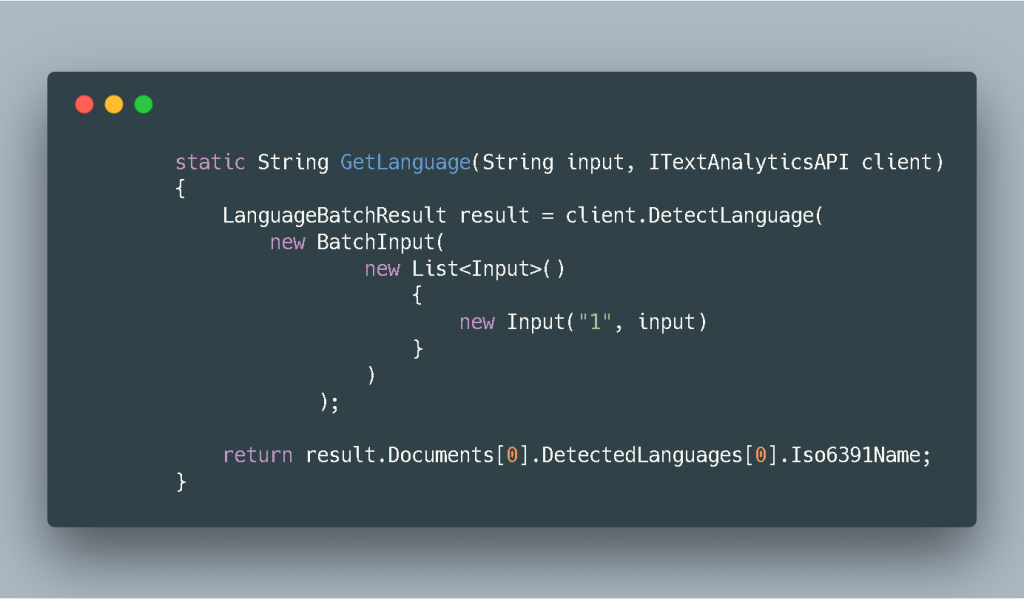 static String GetLanguage(String input, ITextAnalyticsAPI client)
{
    LanguageBatchResult result = client.DetectLanguage(
        new BatchInput(
                new List<Input>()
                    {
                        new Input("1", input)
                    }
                )
            );

    return result.Documents[0].DetectedLanguages[0].Iso6391Name;
}